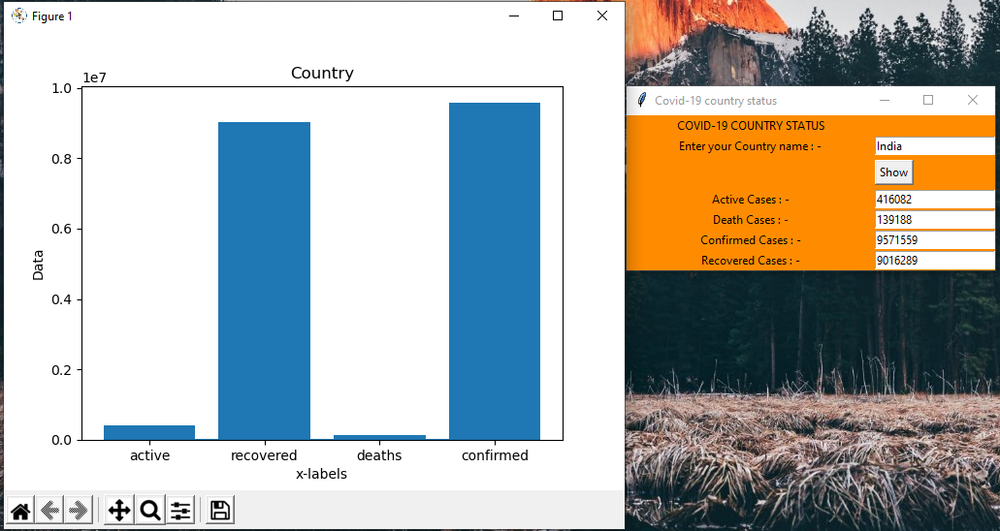 Figure 1
Country
1e7
1.0
0.8
0.6
0.4
0.2
0.0
Data
active recovered deaths confirmed
x-labels
Covid-19 country status
COVID-19 COUNTRY STATUS
Enter your Country name : - India
Show
Active Cases : - 416082
Death Cases : - 139188
Confirmed Cases : - 9571559
Recovered Cases : - 9016289